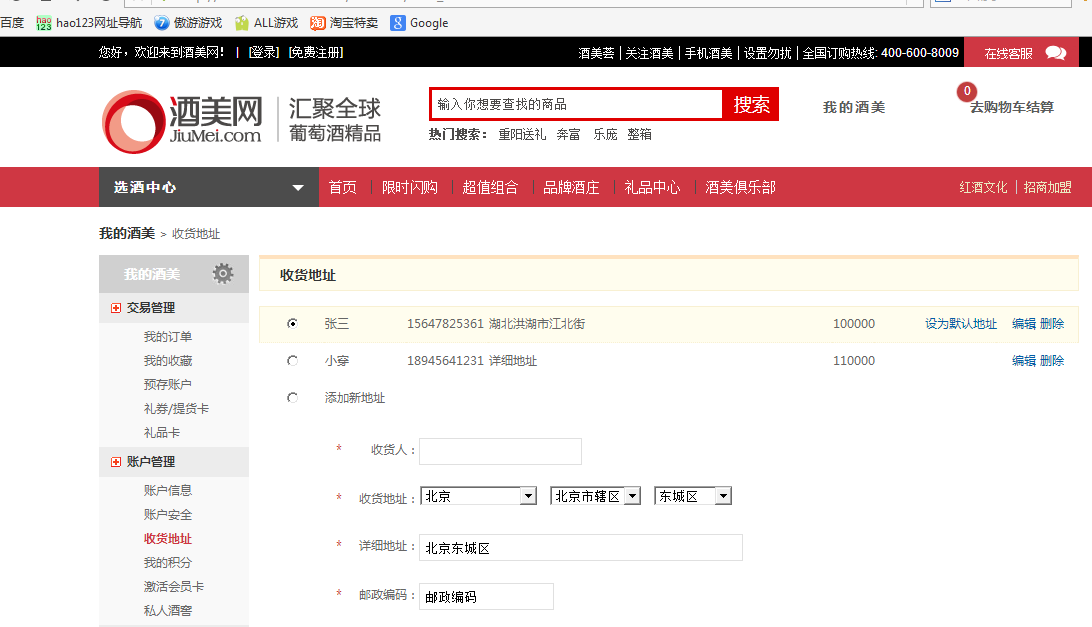 百度 hao123网址导航 傲游游戏 ALL游戏 淘宝特卖 Google
您好，欢迎来到酒美网！ | [登录] [免费注册] 酒美荟 | 关注酒美 | 手机酒美 | 设置勿扰 | 全国订购热线: 400-600-8009 在线客服
酒美网 JiuMei.com 汇聚全球 葡萄酒精品
输入你想要查找的商品 搜索 我的酒美 0 去购物车结算
热门搜索： 重阳送礼 奔富 乐庞 整箱
选酒中心 首页 限时闪购 超值组合 品牌酒庄 礼品中心 酒美俱乐部 红酒文化 | 招商加盟
我的酒美 > 收货地址
我的酒美
交易管理
我的订单
我的收藏
预存账户
礼券/提货卡
礼品卡
账户管理
账户信息
账户安全
收货地址
我的积分
激活会员卡
私人酒窖
收货地址
张三 15647825361 湖北洪湖市江北街 100000 设为默认地址 编辑 删除
小穿 18945641231 详细地址 110000 编辑 删除
添加新地址
* 收货人：
* 收货地址： 北京 北京市辖区 东城区
* 详细地址： 北京东城区
* 邮政编码： 邮政编码